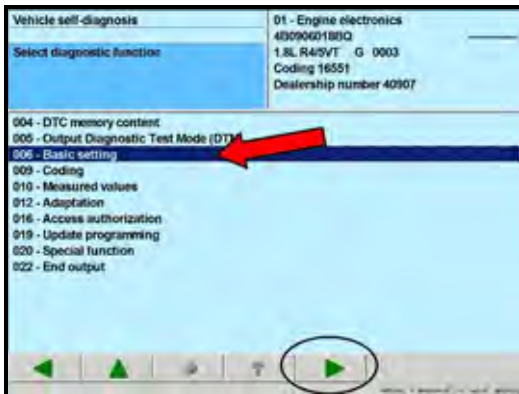 Vehicle self-diagnosis
Select diagnostic function
01 - Engine electronics
4B0906018BQ
1.8L R4/5VT G 0003
Coding 16551
Dealership number 40907
004 - DTC memory content
005 - Output Diagnostic Test Mode (DTM
006 - Basic setting
009 - Coding
010 - Measured values
012 - Adaptation
016 - Access authorization
019 - Update programming
020 - Special function
022 - End output